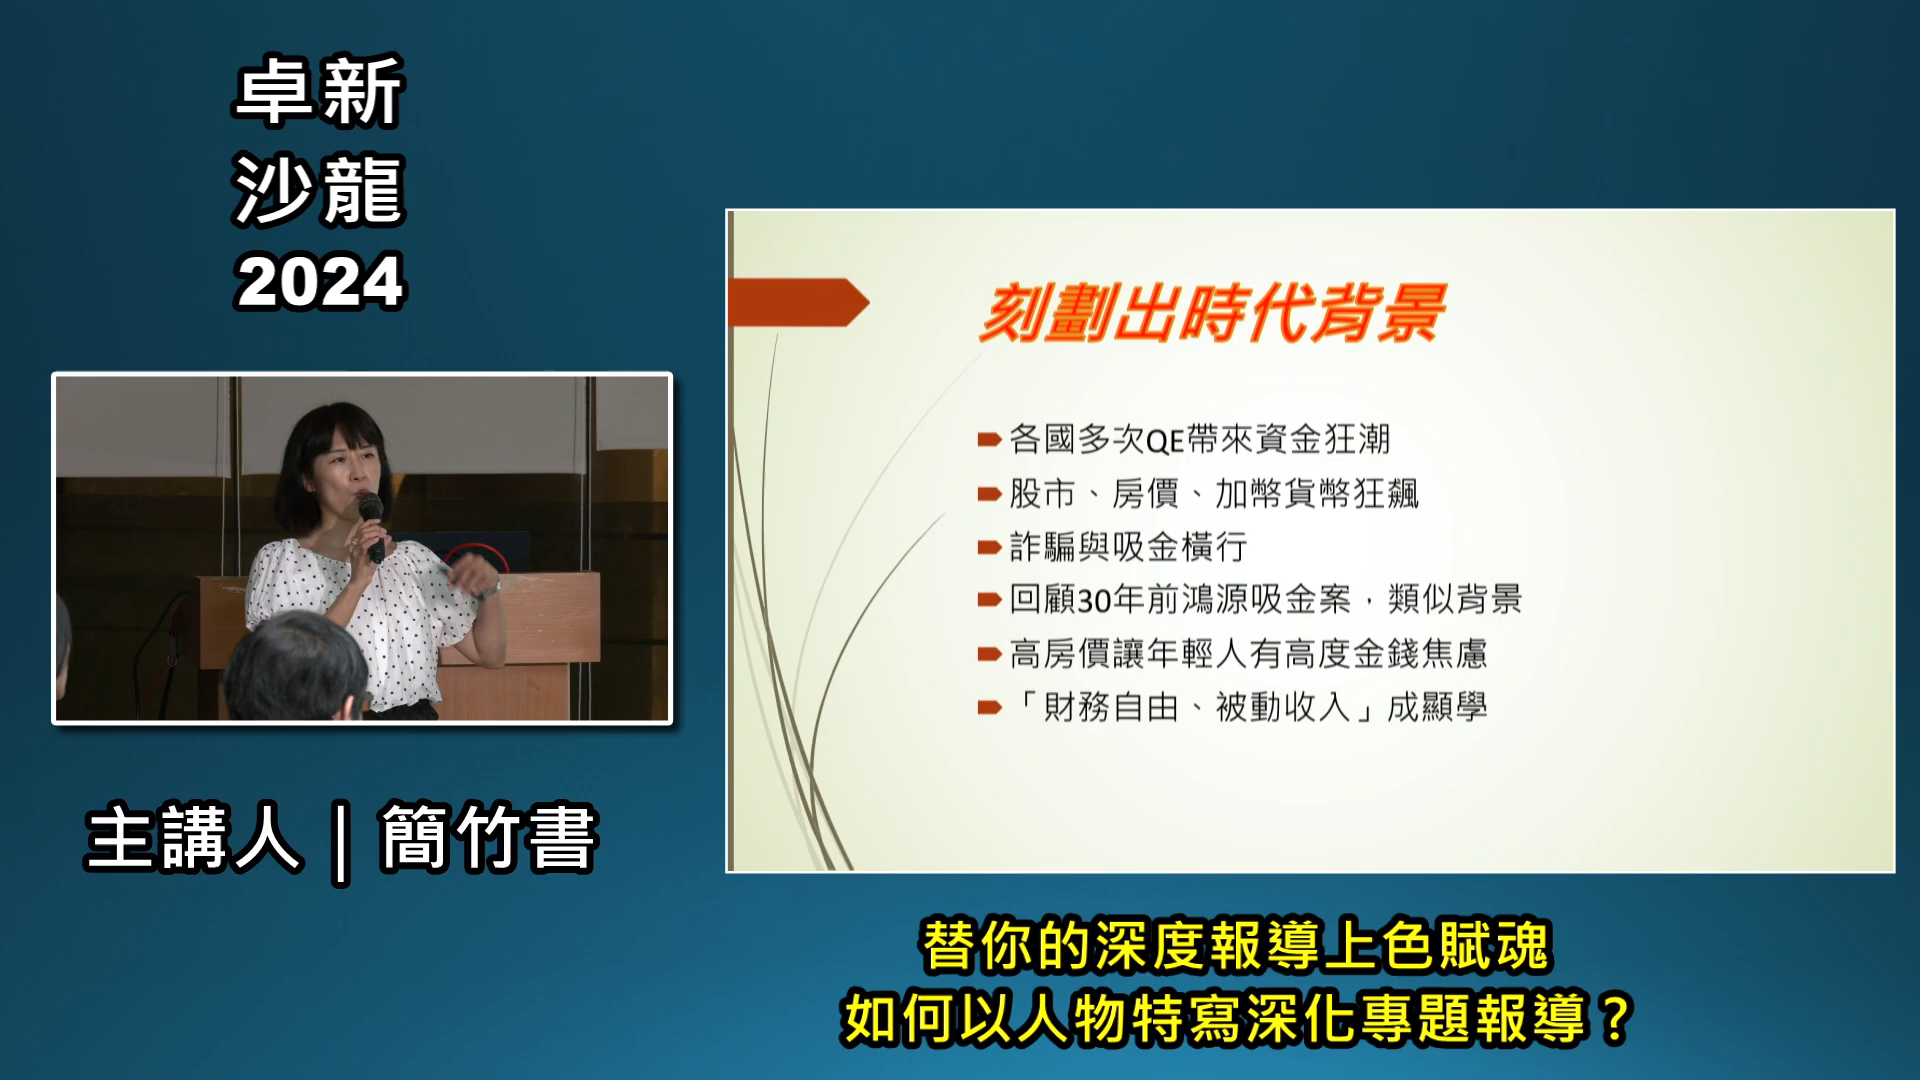 卓新
沙龍
2024
主講人｜簡竹書
刻劃出時代背景
各國多次QE帶來資金狂潮
股市、房價、加幣貨幣狂飆
詐騙與吸金橫行
回顧30年前鴻源吸金案，類似背景
高房價讓年輕人有高度金錢焦慮
「財務自由、被動收入」成顯學
替你的深度報導上色賦魂
如何以人物特寫深化專題報導？